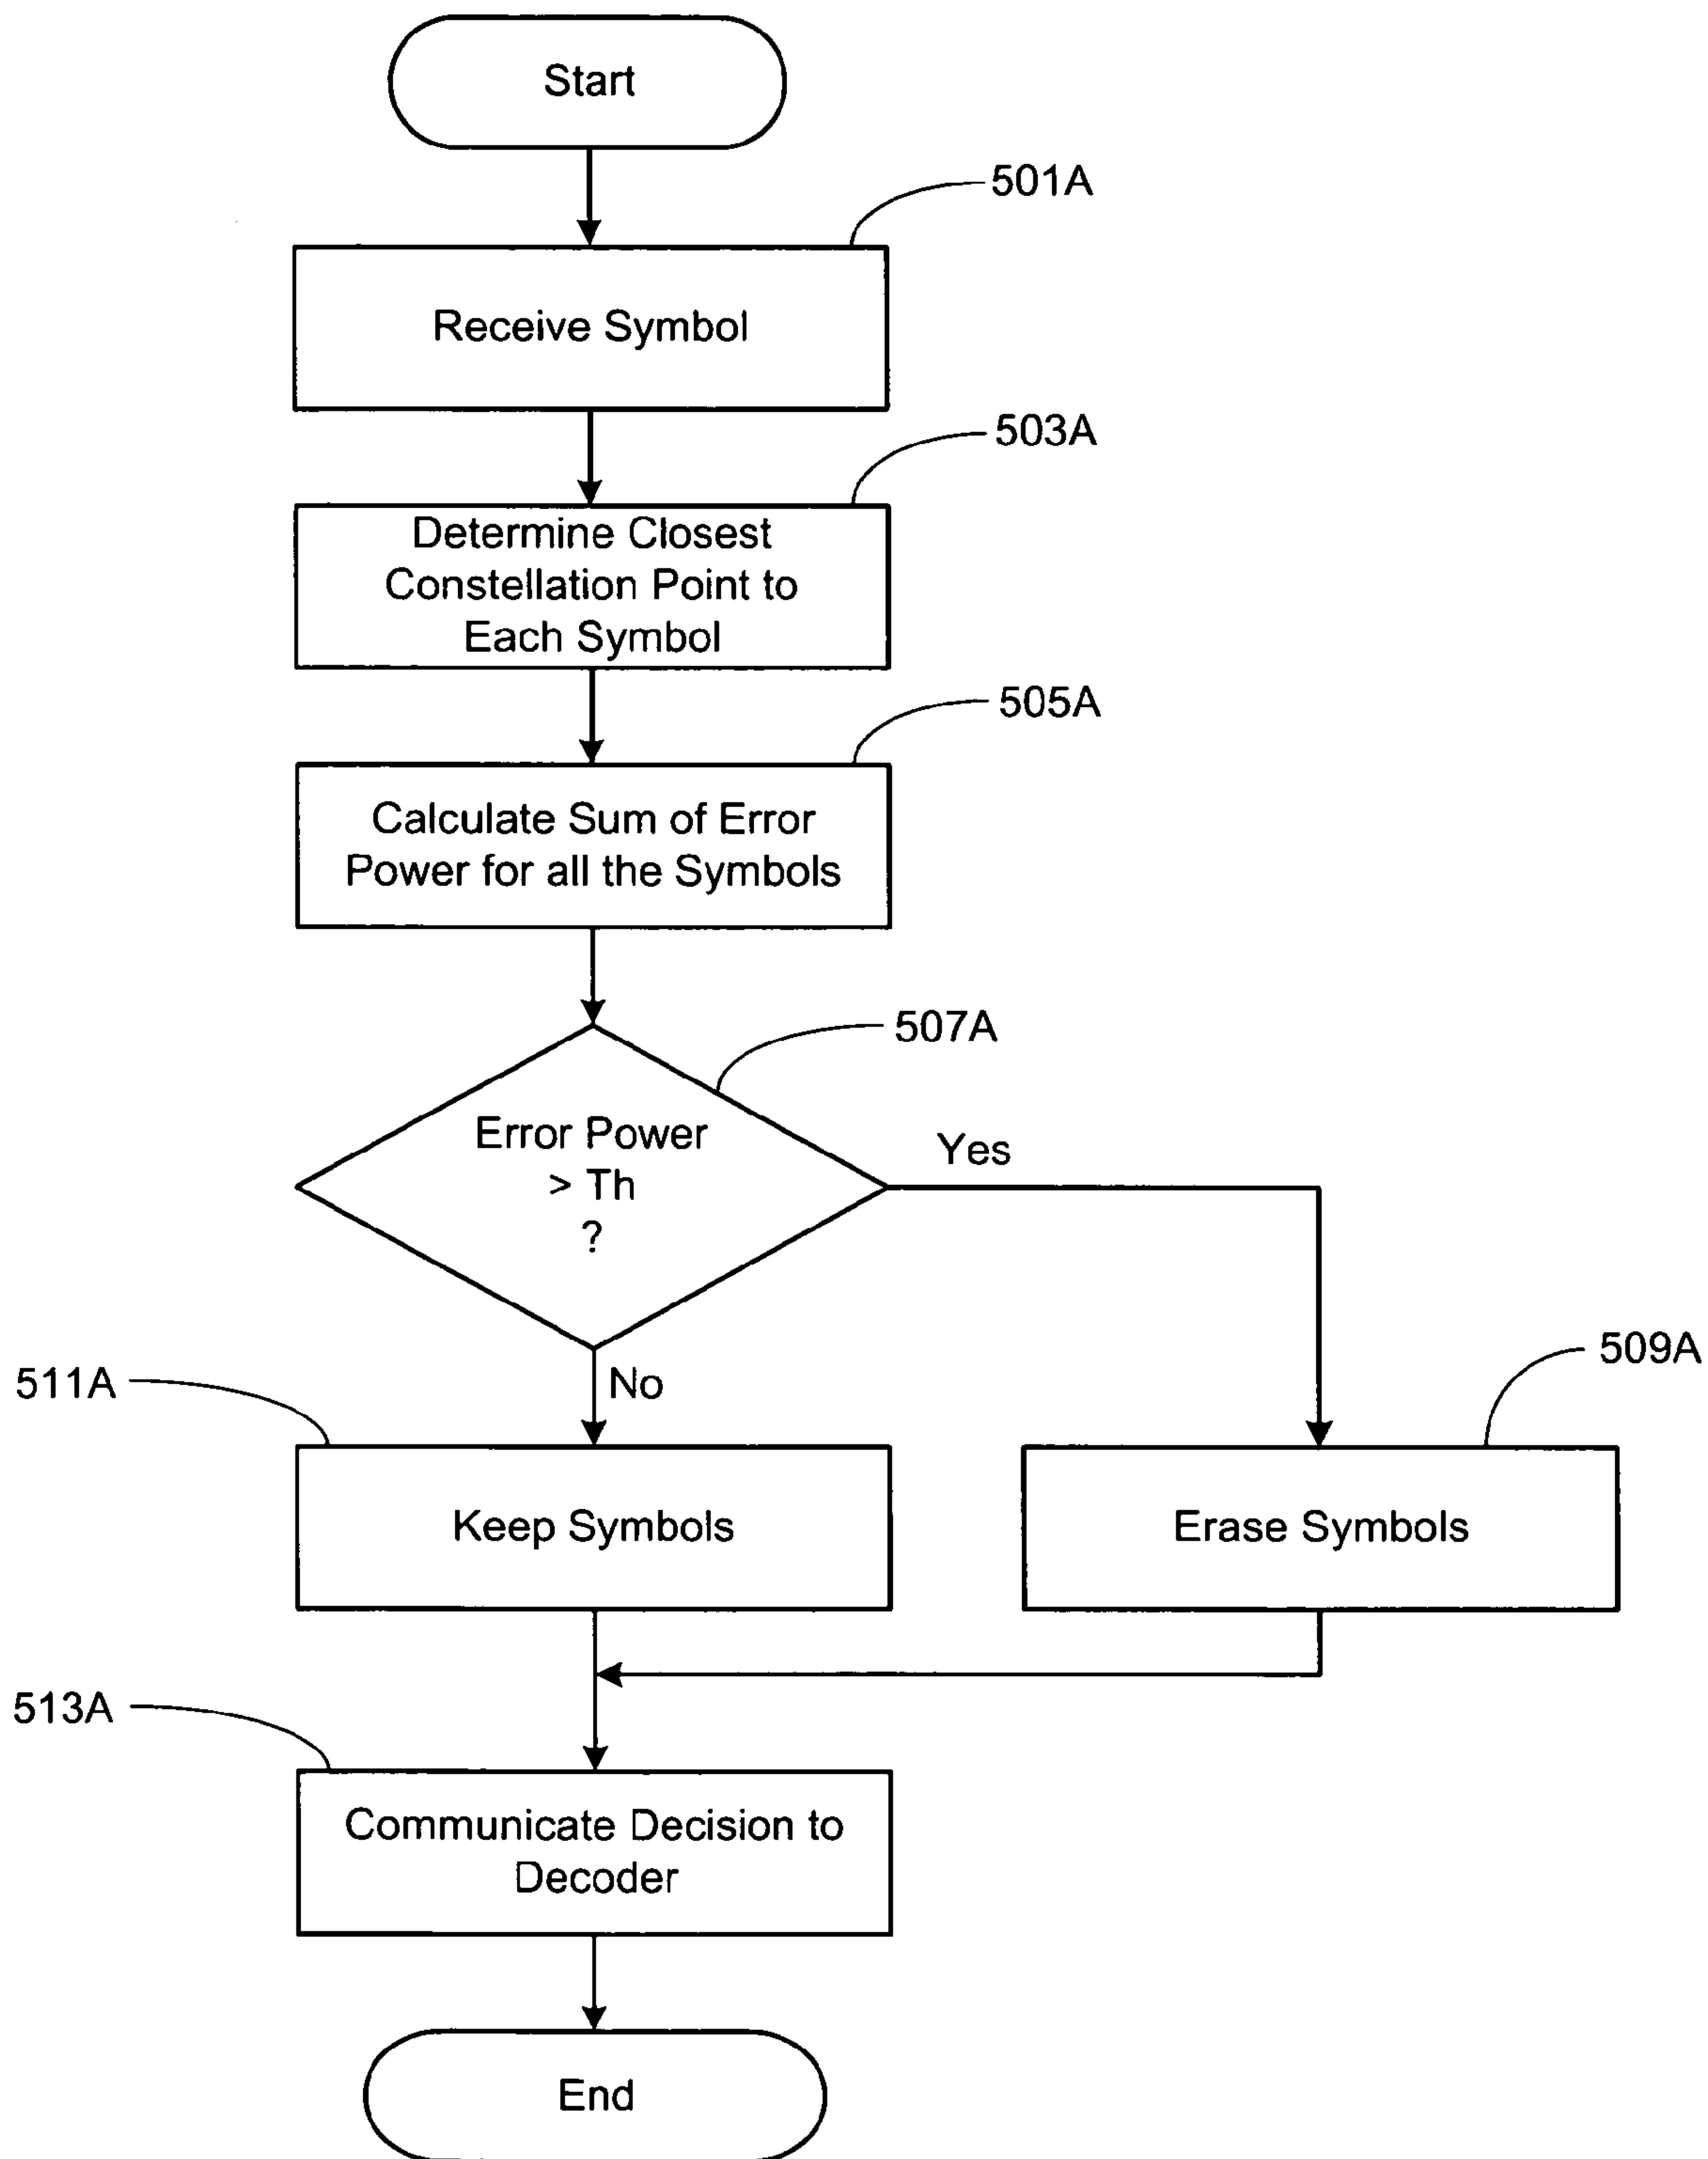 Start
501A
Receive Symbol
503A
Determine Closest
Constellation Point to
Each Symbol
505A
Calculate Sum of Error
Power for all the Symbols
507A
Error Power
> Th
?
Yes
509A
511A
No
Keep Symbols
Erase Symbols
513A
Communicate Decision to
Decoder
End